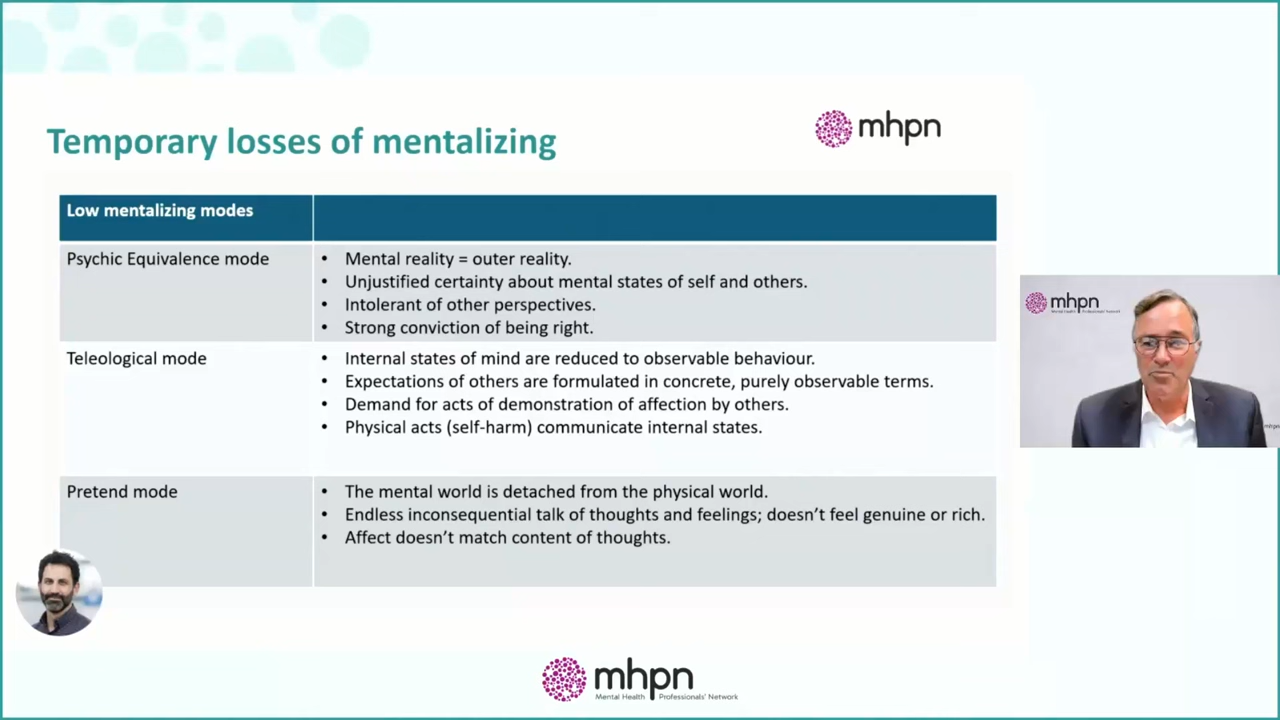 Temporary losses of mentalizing
mhpn
Low mentalizing modes
Psychic Equivalence mode
• Mental reality = outer reality.
• Unjustified certainty about mental states of self and others.
• Intolerant of other perspectives.
• Strong conviction of being right.
Teleological mode
• Internal states of mind are reduced to observable behaviour.
• Expectations of others are formulated in concrete, purely observable terms.
• Demand for acts of demonstration of affection by others.
• Physical acts (self-harm) communicate internal states.
Pretend mode
• The mental world is detached from the physical world.
• Endless inconsequential talk of thoughts and feelings; doesn't feel genuine or rich.
• Affect doesn't match content of thoughts.
mhpn
Mental Health Professionals' Network
mhpn
mhpn
Mental Health Professionals' Network